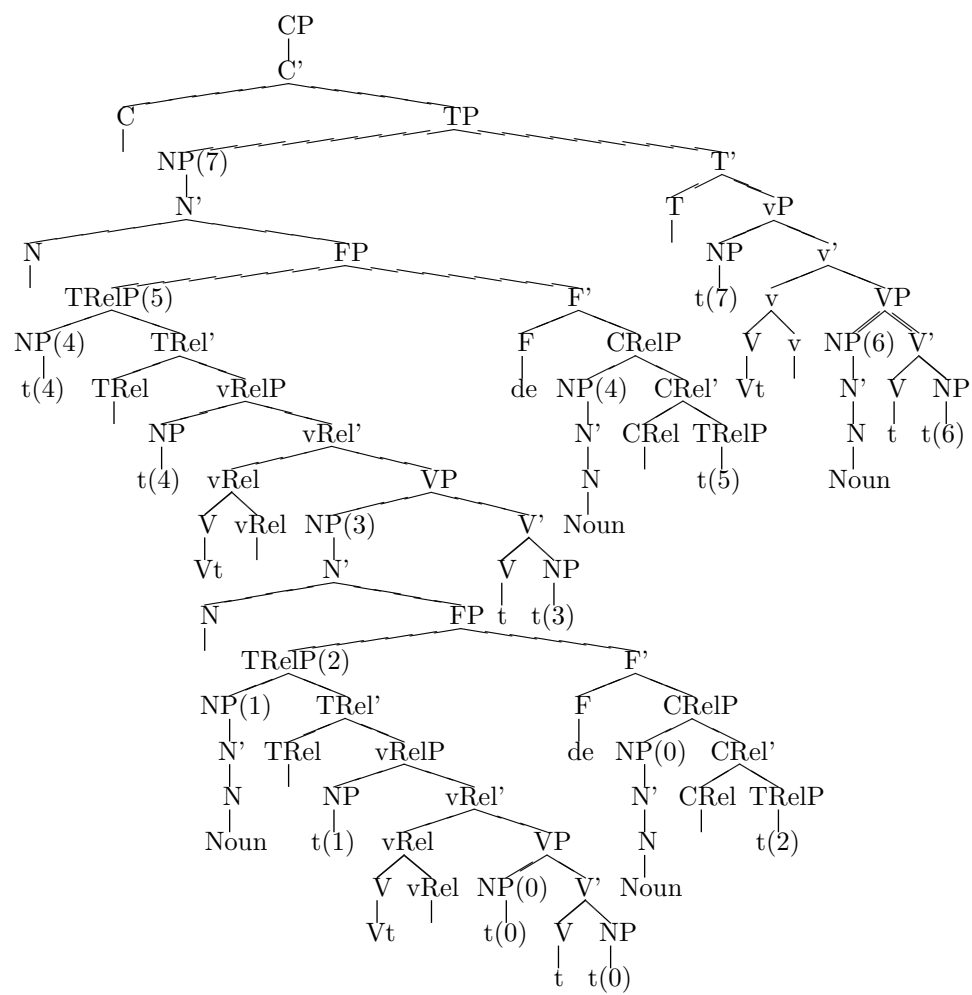 CP
C'
C TP
NP(7) T'
N' T vP
N FP NP v'
TRelP(5) F' t(7) v VP
NP(4) TRel' F CRelP V v NP(6) V'
t(4) TRel vRelP de NP(4) CRel' Vt N' V NP
NP vRel' N' CRel TRelP N t t(6)
t(4) vRel VP N t(5) Noun
V vRel NP(3) V' Noun
Vt N' V NP
N FP t t(3)
TRelP(2) F'
NP(1) TRel' F CRelP
N' TRel vRelP de NP(0) CRel'
N NP vRel' N' CRel TRelP
Noun t(1) vRel VP N t(2)
V vRel NP(0) V' Noun
Vt t(0) V NP
t t(0)